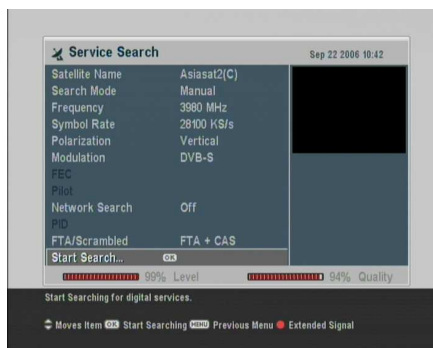 Service Search
Sep 22 2006 10:42
Satellite Name Asiasat2(C)
Search Mode Manual
Frequency 3980 MHz
Symbol Rate 28100 KS/s
Polarization Vertical
Modulation DVB-S
FEC
Pilot
Network Search Off
PID
FTA/Scrambled FTA + CAS
Start Search... OK
99% Level 94% Quality
Start Searching for digital services.
Moves Item OK Start Searching MENU Previous Menu Extended Signal